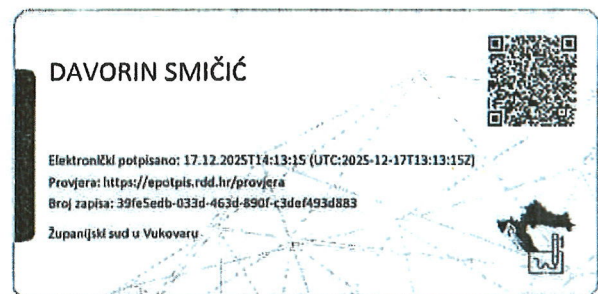 DAVORIN SMIČIĆ
Elektronički potpisano: 17.12.2025T14:13:15 (UTC:2025-12-17T13:13:15Z)
Provjera: https://epotpis.rdd.hr/provjera
Broj zapisa: 39fe5edb-033d-463d-890f-c3def493d883
Županijski sud u Vukovaru